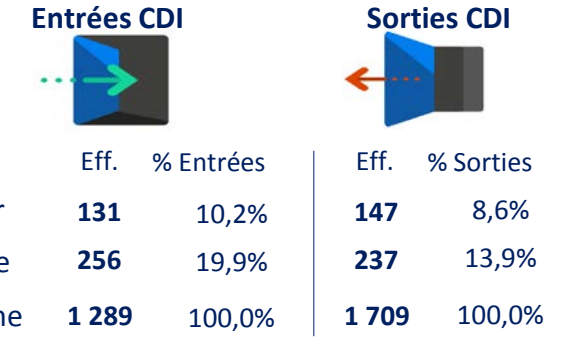 Entrées CDI Sorties CDI
Eff. % Entrées Eff. % Sorties
131 10,2% 147 8,6%
256 19,9% 237 13,9%
1 289 100,0% 1 709 100,0%